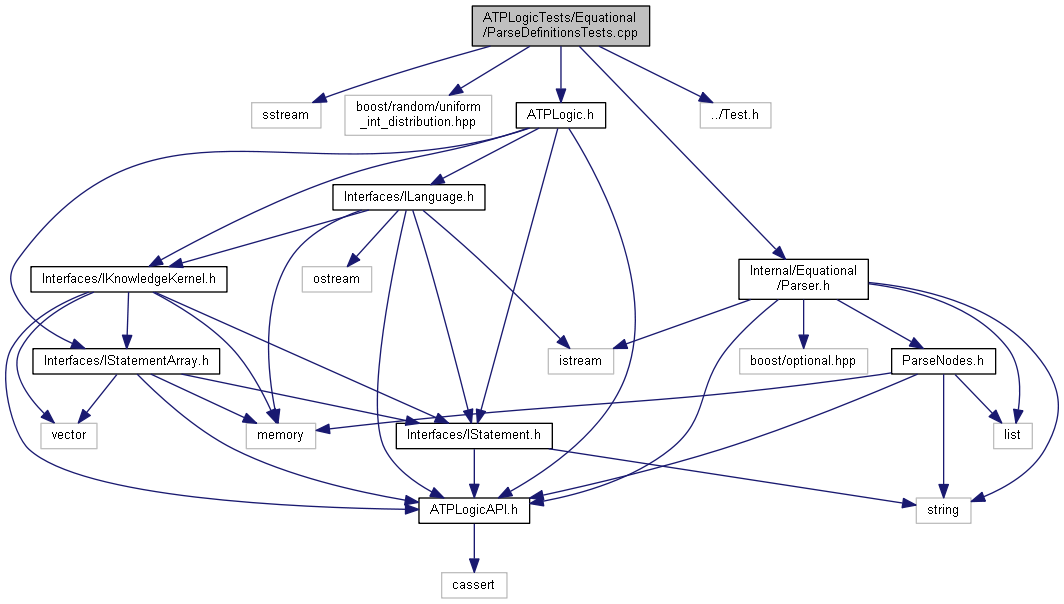 ATPLogicTests/Equational
/ParseDefinitionsTests.cpp
sstream
boost/random/uniform
_int_distribution.hpp
ATPLogic.h
../Test.h
Interfaces/ILanguage.h
Interfaces/IKnowledgeKernel.h
ostream
Internal/Equational
/Parser.h
Interfaces/IStatementArray.h
istream
boost/optional.hpp
ParseNodes.h
vector
memory
Interfaces/IStatement.h
list
ATPLogicAPI.h
string
cassert